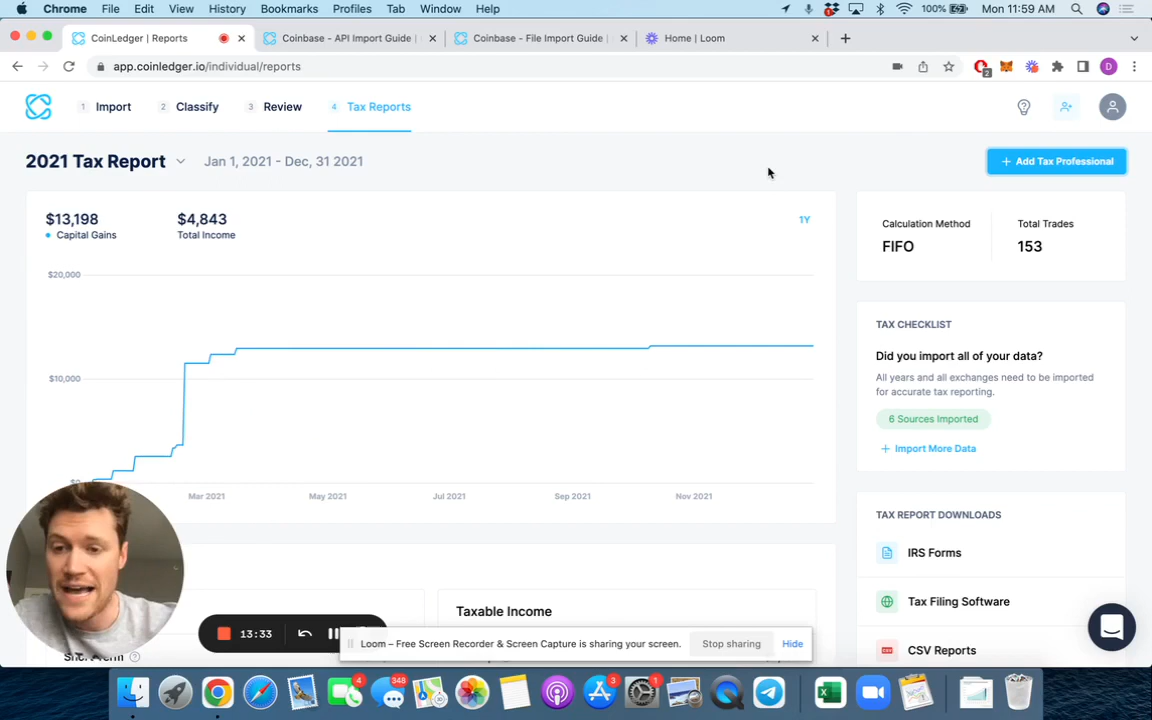 Chrome File Edit View History Bookmarks Profiles Tab Window Help 100% Mon 11:59 AM
CoinLedger | Reports Coinbase - API Import Guide | Coinbase - File Import Guide | Home | Loom
app.coinledger.io/individual/reports
2 D
1 Import 2 Classify 3 Review 4 Tax Reports
2021 Tax Report Jan 1, 2021 - Dec, 31 2021
+ Add Tax Professional
$13,198 $4,843
Capital Gains Total Income
1Y
$20,000
$10,000
$0
Mar 2021 May 2021 Jul 2021 Sep 2021 Nov 2021
Calculation Method Total Trades
FIFO 153
TAX CHECKLIST
Did you import all of your data?
All years and all exchanges need to be imported
for accurate tax reporting.
6 Sources Imported
+ Import More Data
TAX REPORT DOWNLOADS
IRS Forms
Tax Filing Software
CSV Reports
Taxable Income
13:33
Loom – Free Screen Recorder & Screen Capture is sharing your screen. Stop sharing Hide
4 348 3 1